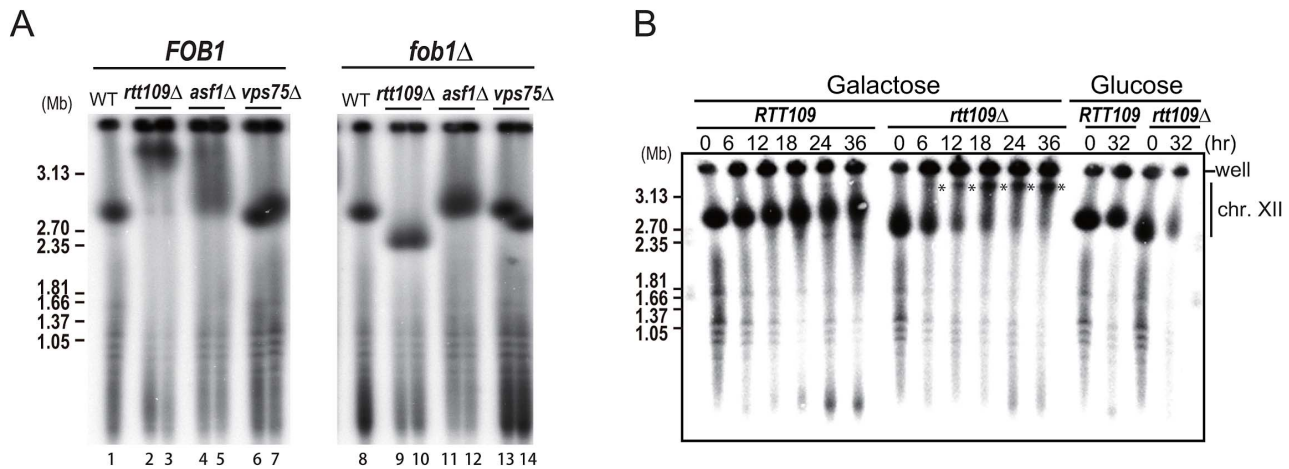 A
FOB1
fob1Δ
(Mb)
WT rtt109Δ asf1Δ vps75Δ
WT rtt109Δ asf1Δ vps75Δ
3.13
2.70
2.35
1.81
1.66
1.37
1.05
1 2 3 4 5 6 7
8 9 10 11 12 13 14
B
Galactose Glucose
RTT109 rtt109Δ RTT109 rtt109Δ
0 6 12 18 24 36 0 6 12 18 24 36 0 32 0 32 (hr)
(Mb)
well
* * * *
3.13
chr. XII
2.70
2.35
1.81
1.66
1.37
1.05